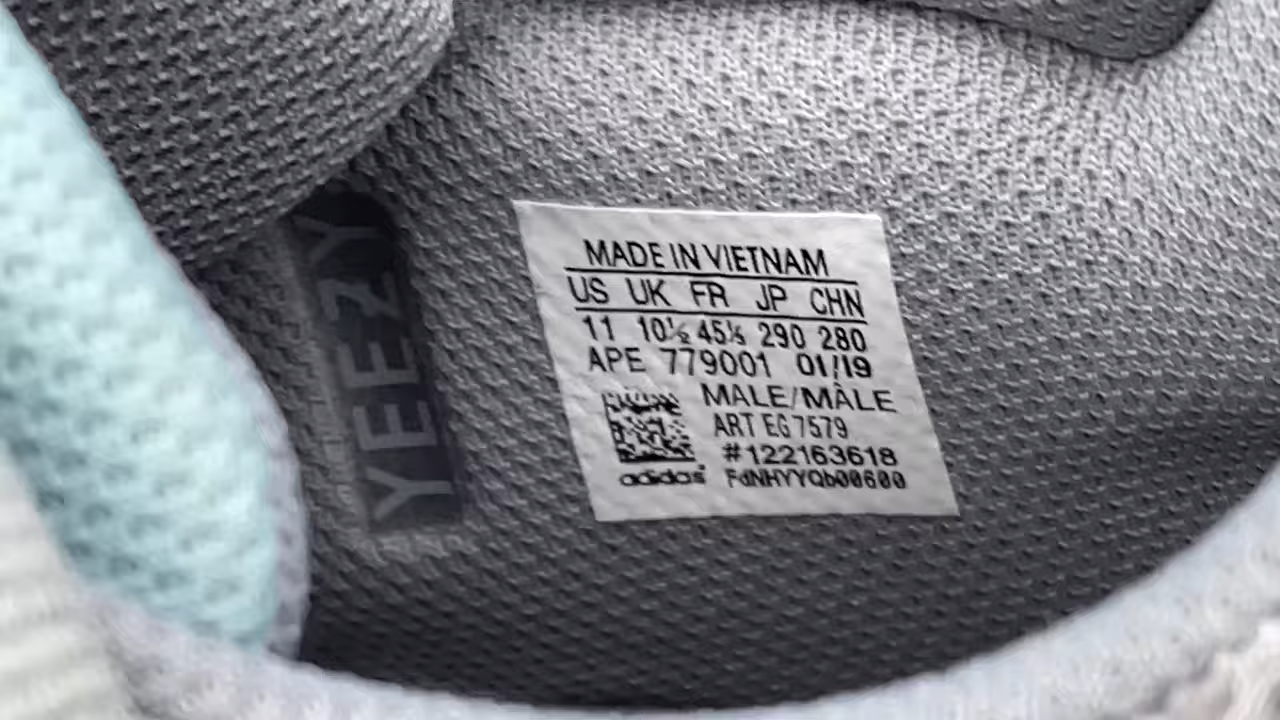 YEEZY
MADE IN VIETNAM
US UK FR JP CHN
11 10½ 45⅓ 290 280
APE 779001 01/19
MALE/MÂLE
ART EG7579
#122163618
adidas FdNHYYQb00600